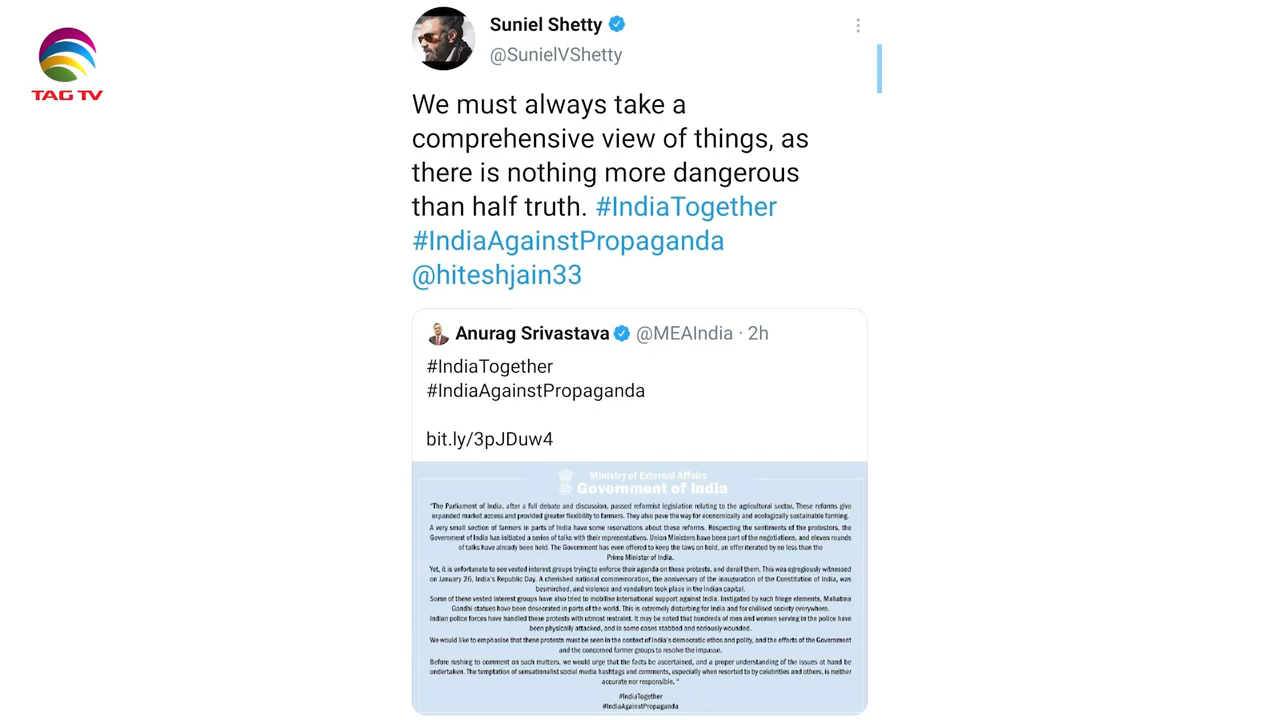 TAG TV
Suniel Shetty
@SunielVShetty
We must always take a
comprehensive view of things, as
there is nothing more dangerous
than half truth. #IndiaTogether
#IndiaAgainstPropaganda
@hiteshjain33
Anurag Srivastava @MEAIndia · 2h
#IndiaTogether
#IndiaAgainstPropaganda
bit.ly/3pJDuw4
Ministry of External Affairs
Government of India
"The Parliament of India, after a full debate and discussion, passed reformist legislation relating to the agricultural sector. These reforms give
expanded market access and provided greater flexibility to farmers. They also pave the way for economically and ecologically sustainable farming.
A very small section of farmers in parts of India have some reservations about these reforms. Respecting the sentiments of the protestors, the
Government of India has initiated a series of talks with their representatives. Union Ministers have been part of the negotiations, and eleven rounds
of talks have already been held. The Government has even offered to keep the laws on hold, an offer iterated by no less than the
Prime Minister of India.
Yet, it is unfortunate to see vested interest groups trying to enforce their agenda on these protests, and derail them. This was egregiously witnessed
on January 26, India's Republic Day. A cherished national commemoration, the anniversary of the inauguration of the Constitution of India, was
besmirched, and violence and vandalism took place in the Indian capital.
Some of these vested interest groups have also tried to mobilise international support against India. Instigated by such fringe elements, Mahatma
Gandhi statues have been desecrated in parts of the world. This is extremely disturbing for India and for civilised society everywhere.
Indian police forces have handled these protests with utmost restraint. It may be noted that hundreds of men and women serving in the police have
been physically attacked, and in some cases stabbed and seriously wounded.
We would like to emphasise that these protests must be seen in the context of India's democratic ethos and polity, and the efforts of the Government
and the concerned farmer groups to resolve the impasse.
Before rushing to comment on such matters, we would urge that the facts be ascertained, and a proper understanding of the issues at hand be
undertaken. The temptation of sensationalist social media hashtags and comments, especially when resorted to by celebrities and others, is neither
accurate nor responsible. "
#IndiaTogether
#IndiaAgainstPropaganda